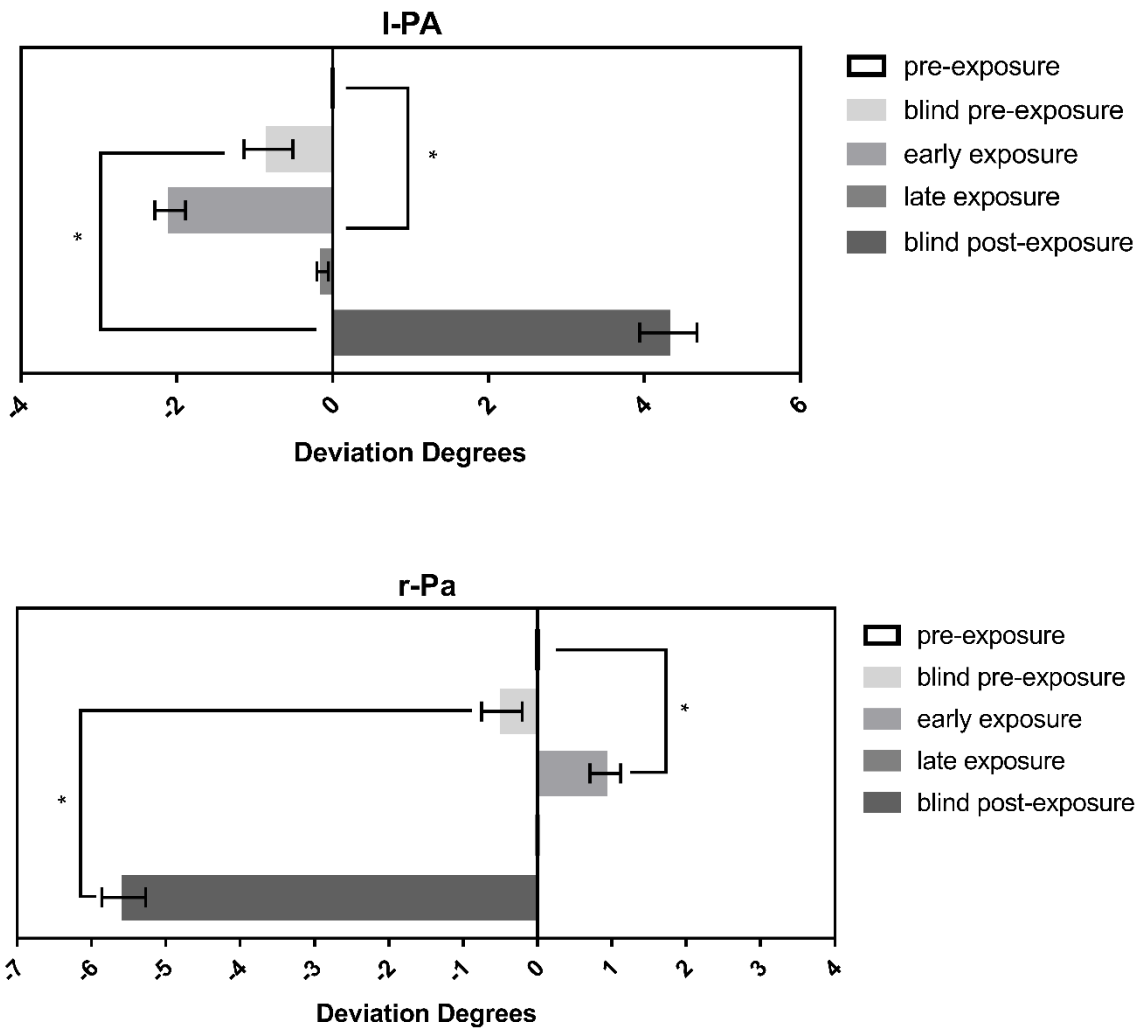 l-PA
pre-exposure
blind pre-exposure
early exposure
late exposure
blind post-exposure
*
*
-4 -2 0 2 4 6
Deviation Degrees
r-Pa
pre-exposure
blind pre-exposure
early exposure
late exposure
blind post-exposure
*
*
-7 -6 -5 -4 -3 -2 -1 0 1 2 3 4
Deviation Degrees